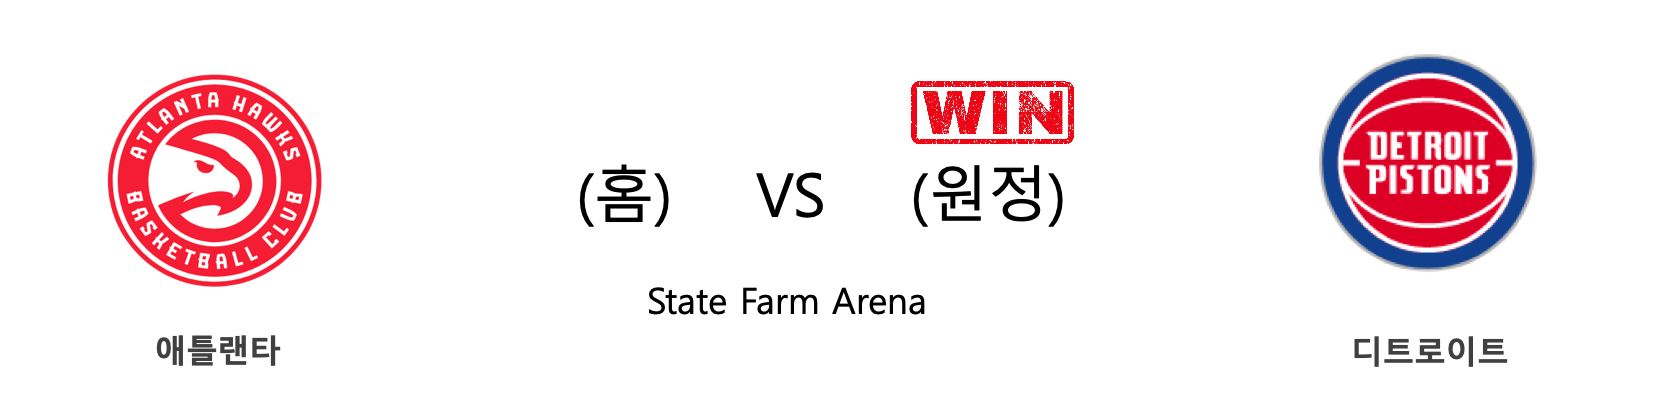 ATLANTA HAWKS
BASKETBALL CLUB
WIN
(홈) VS (원정)
DETROIT
PISTONS
State Farm Arena
애틀랜타
디트로이트